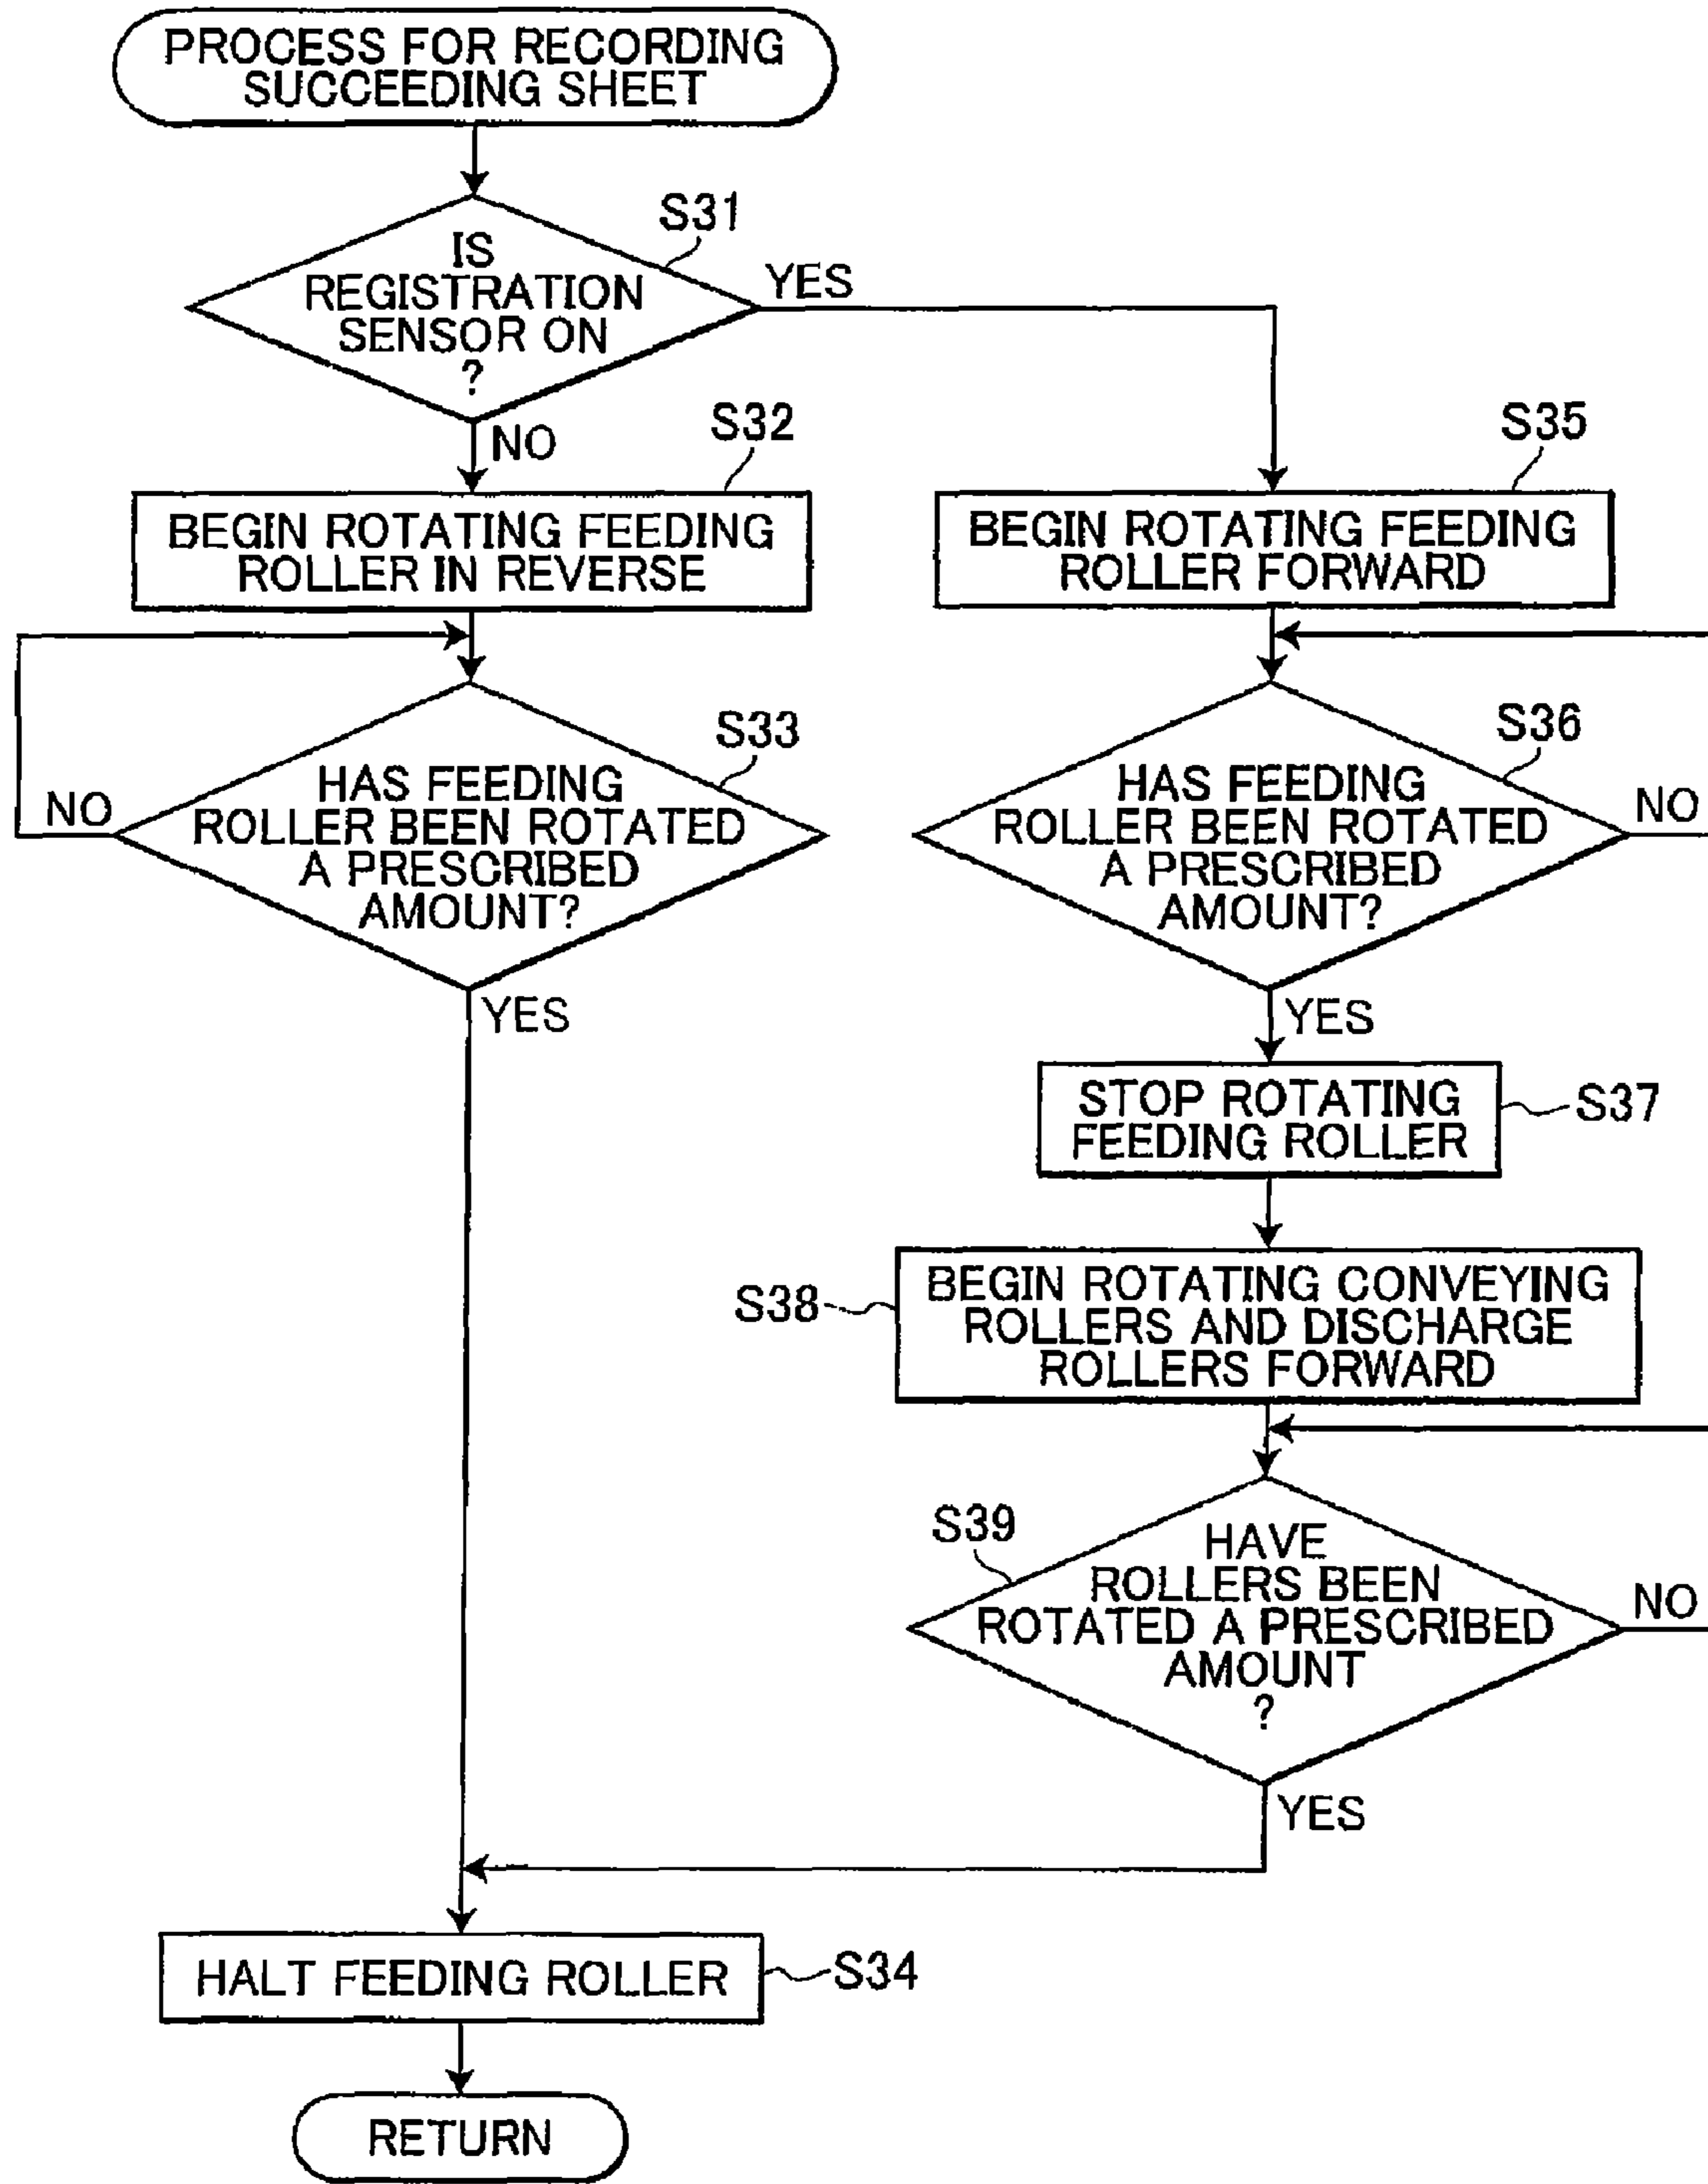 PROCESS FOR RECORDING
SUCCEEDING SHEET
S31
IS
REGISTRATION
SENSOR ON
?
YES
NO
S32
BEGIN ROTATING FEEDING
ROLLER IN REVERSE
S35
BEGIN ROTATING FEEDING
ROLLER FORWARD
S33
HAS FEEDING
ROLLER BEEN ROTATED
A PRESCRIBED
AMOUNT?
NO
YES
S36
HAS FEEDING
ROLLER BEEN ROTATED
A PRESCRIBED
AMOUNT?
NO
YES
STOP ROTATING
FEEDING ROLLER
S37
S38
BEGIN ROTATING CONVEYING
ROLLERS AND DISCHARGE
ROLLERS FORWARD
S39
HAVE
ROLLERS BEEN
ROTATED A PRESCRIBED
AMOUNT
?
NO
YES
HALT FEEDING ROLLER
S34
RETURN